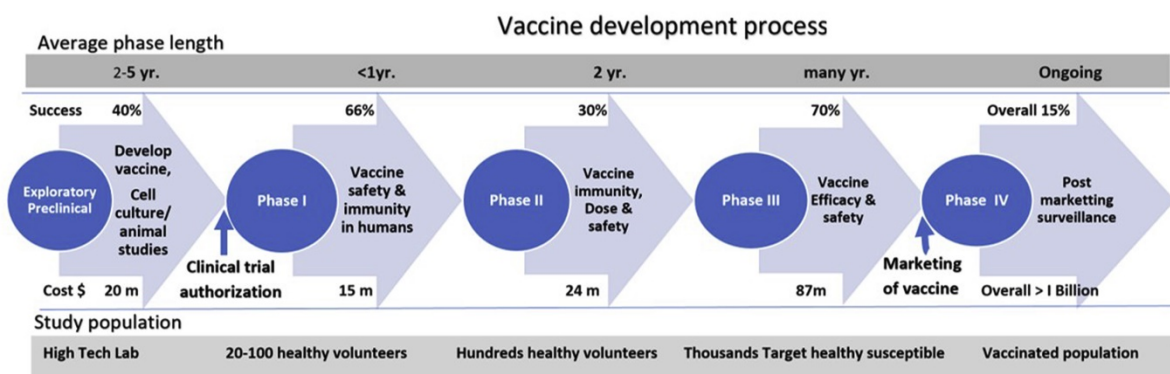 Vaccine development process
Average phase length
2-5 yr.
<1yr.
2 yr.
many yr.
Ongoing
Success
40%
66%
30%
70%
Overall 15%
Exploratory
Preclinical
Develop
vaccine,
Cell
culture/
animal
studies
Phase I
Vaccine
safety &
immunity
in humans
Phase II
Vaccine
immunity,
Dose &
safety
Phase III
Vaccine
Efficacy &
safety
Phase IV
Post
marketing
surveillance
Clinical trial
authorization
Marketing
of vaccine
Cost $
20 m
15 m
24 m
87m
Overall > I Billion
Study population
High Tech Lab
20-100 healthy volunteers
Hundreds healthy volunteers
Thousands Target healthy susceptible
Vaccinated population